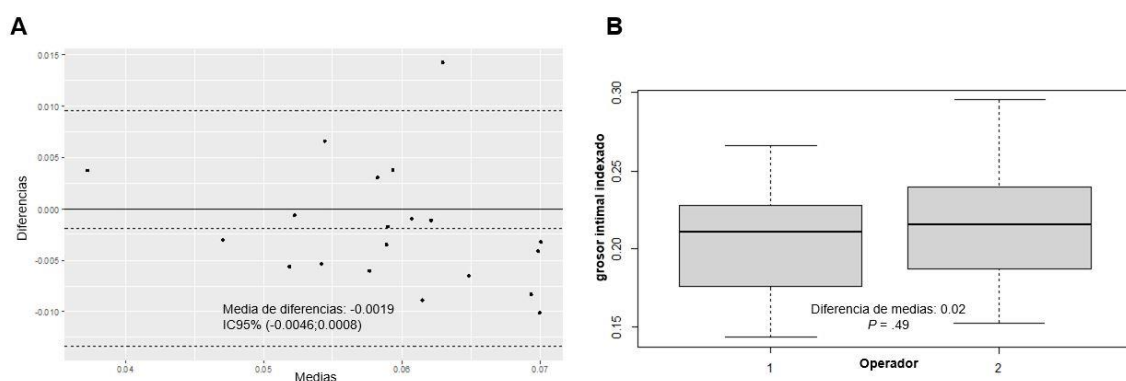 A
0.015
0.010
0.005
0.000
-0.005
-0.010
Diferencias
Media de diferencias: -0.0019
IC95% (-0.0046;0.0008)
0.04
0.05
0.06
0.07
Medias
B
0.30
0.25
0.20
0.15
grosor intimal indexado
Diferencia de medias: 0.02
P = .49
1
2
Operador